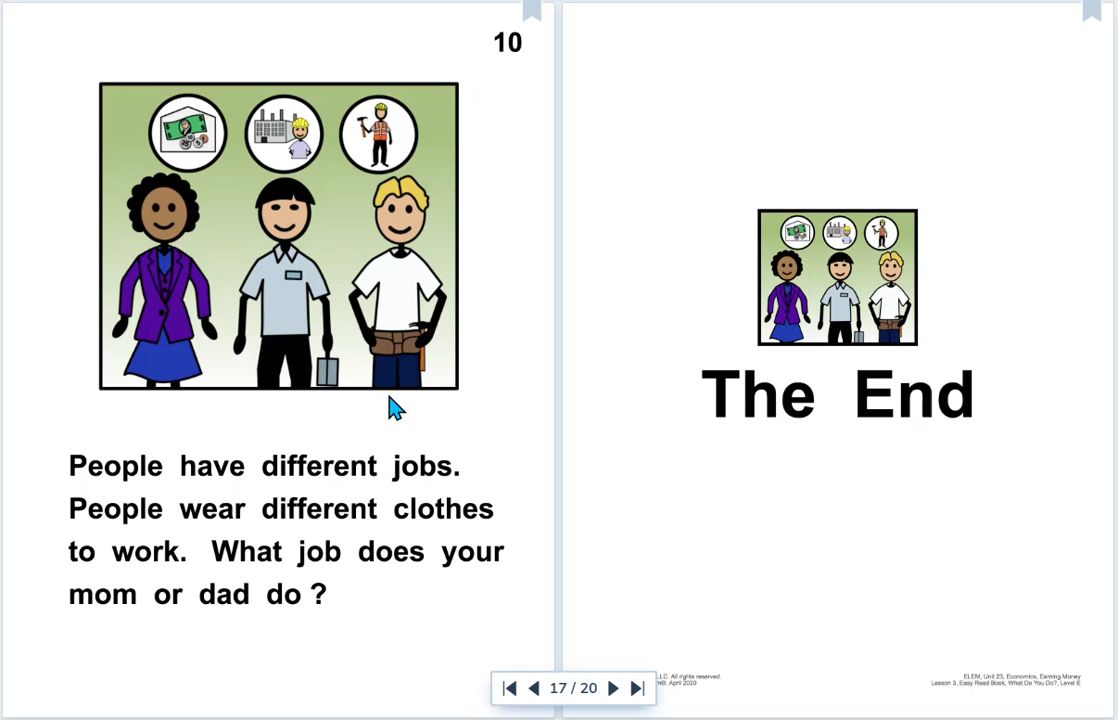 10
People have different jobs.
People wear different clothes
to work. What job does your
mom or dad do ?
The End
LLC. All rights reserved.
April 2020
ELEM, Unit 23, Economics, Earning Money
Lesson 3, Easy Read Book, What Do You Do?, Level E
17 / 20